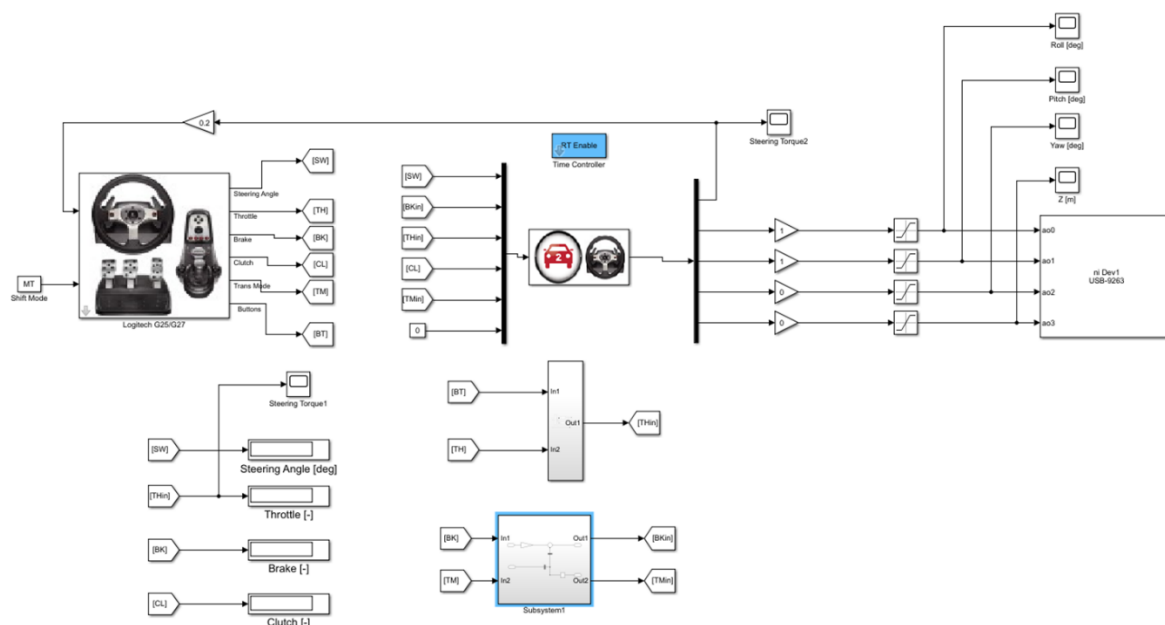 Roll [deg]
Pitch [deg]
Yaw [deg]
Z [m]
0.2
Steering Torque2
RT Enable
Time Controller
[SW]
Steering Angle
[TH]
Throttle
[BK]
Brake
[CL]
Clutch
[TM]
Trans Mode
[BT]
Buttons
MT
Shift Mode
Logitech G25/G27
[SW]
[BKin]
[THin]
[CL]
[TMin]
0
2
1
1
0
0
ao0
ao1
ao2
ao3
ni Dev1
USB-9263
Steering Torque1
[SW]
Steering Angle [deg]
[THin]
Throttle [-]
[BK]
Brake [-]
[CL]
Clutch [-]
[BT]
In1
[TH]
In2
Out1
[THin]
[BK]
In1
Out1
[BKin]
[TM]
In2
Out2
[TMin]
Subsystem1